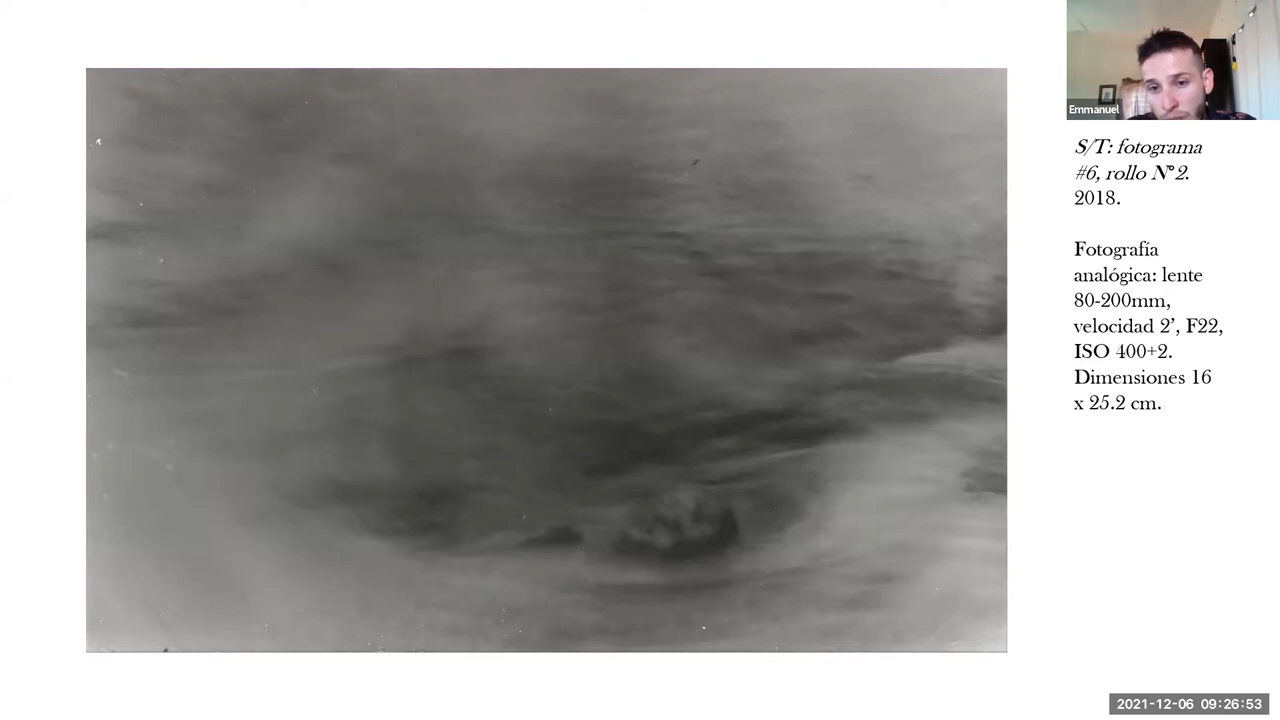 Emmanuel
S/T: fotograma
#6, rollo N° 2.
2018.
Fotografía
analógica: lente
80-200mm,
velocidad 2’, F22,
ISO 400+2.
Dimensiones 16
x 25.2 cm.
2021-12-06 09:26:53